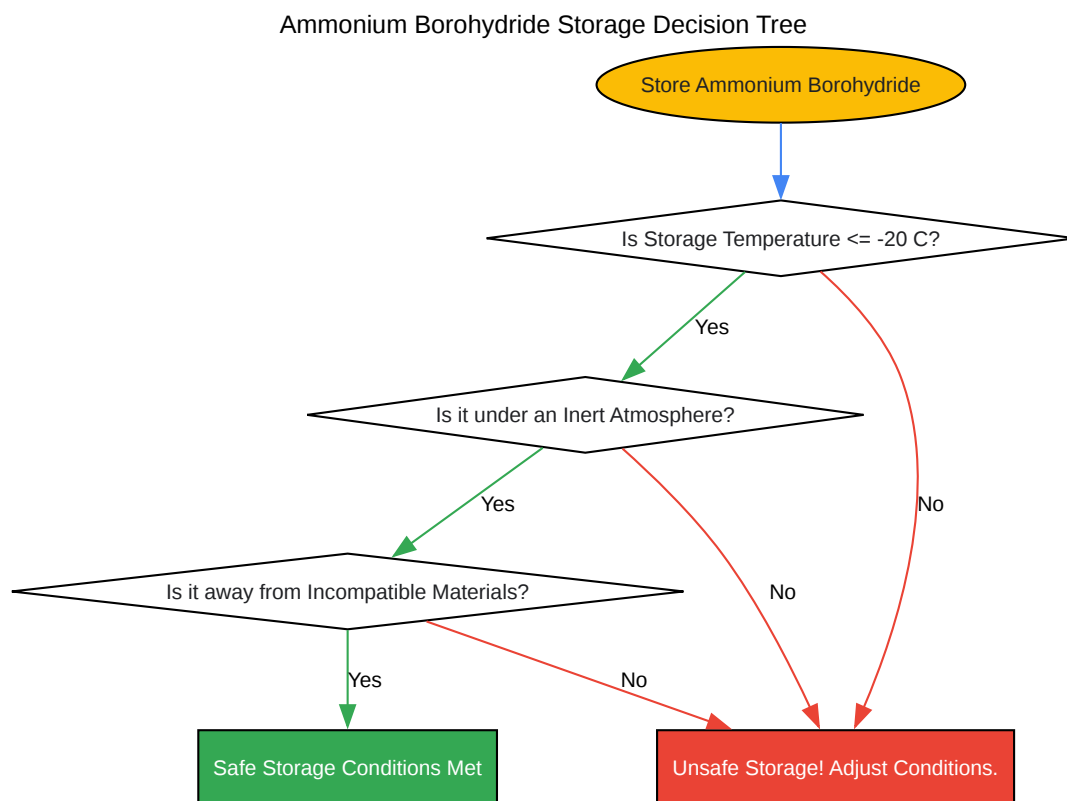 Ammonium Borohydride Storage Decision Tree
Store Ammonium Borohydride
Is Storage Temperature <= -20 C?
Yes
Is it under an Inert Atmosphere?
Yes
No
Is it away from Incompatible Materials?
No
Yes
No
Safe Storage Conditions Met
Unsafe Storage! Adjust Conditions.